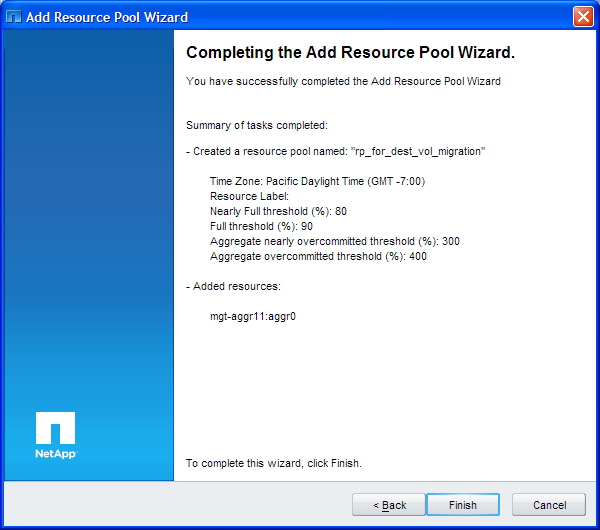 Add Resource Pool Wizard
Completing the Add Resource Pool Wizard.
You have successfully completed the Add Resource Pool Wizard
Summary of tasks completed:
- Created a resource pool named: "rp_for_dest_vol_migration"
Time Zone: Pacific Daylight Time (GMT -7:00)
Resource Label:
Nearly Full threshold (%): 80
Full threshold (%): 90
Aggregate nearly overcommitted threshold (%): 300
Aggregate overcommitted threshold (%): 400
- Added resources:
mgt-aggr11:aggr0
NetApp
To complete this wizard, click Finish.
< Back
Finish
Cancel